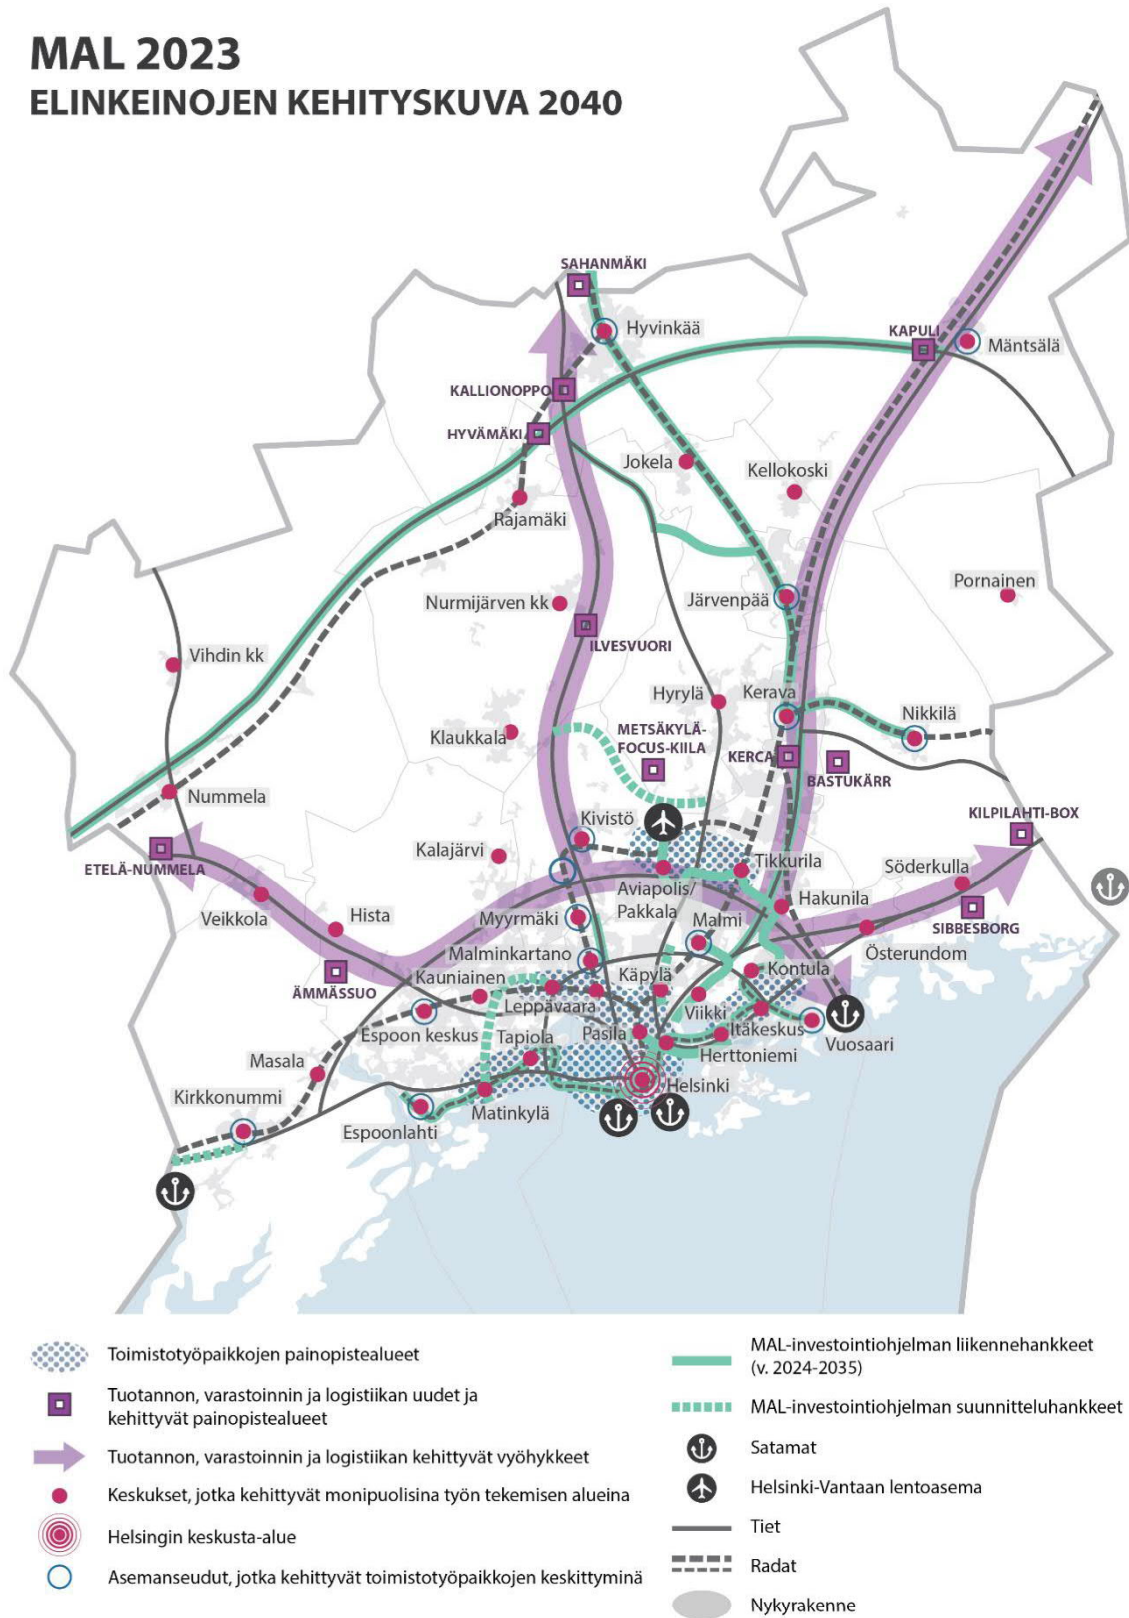 MAL 2023
ELINKEINOJEN KEHITYSKUVA 2040
SAHANMÄKI
Hyvinkää
KAPULI
Mäntsälä
KALLIONOPPO
HYVÄMÄKI
Jokela
Kellokoski
Rajamäki
Pornainen
Nurmijärven kk
Järvenpää
ILVESVUORI
Vihdin kk
Hyrylä
Kerava
Nikkilä
Klaukkala
METSÄKYLÄ-
FOCUS-KIILA
KERCA
BASTUKÄRR
Nummela
KILPILAHTI-BOX
Kivistö
ETELÄ-NUMMELA
Kalajärvi
Tikkurila
Söderkulla
Aviapolis/
Pakkala
Hakunila
Veikkola
Hista
Myyrmäki
Malmi
SIBBESBORG
Österundom
Malminkartano
ÄMMÄSSUO
Kauniainen
Käpylä
Kontula
Leppävaara
Viikki
Espoon keskus
Tapiola
Pasila
Itäkeskus
Vuosaari
Herttoniemi
Masala
Helsinki
Kirkkonummi
Matinkylä
Espoonlahti
Toimistotyöpaikkojen painopistealueet
Tuotannon, varastoinnin ja logistiikan uudet ja
kehittyvät painopistealueet
Tuotannon, varastoinnin ja logistiikan kehittyvät vyöhykkeet
Keskukset, jotka kehittyvät monipuolisina työn tekemisen alueina
Helsingin keskusta-alue
Asemanseudut, jotka kehittyvät toimistotyöpaikkojen keskittyminä
MAL-investointiohjelman liikennehankkeet
(v. 2024-2035)
MAL-investointiohjelman suunnitteluhankkeet
Satamat
Helsinki-Vantaan lentoasema
Tiet
Radat
Nykyrakenne